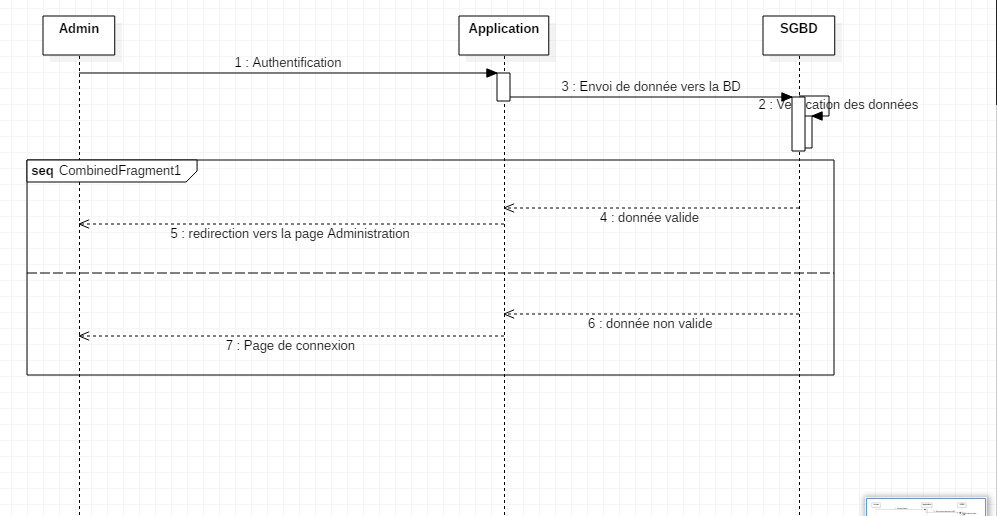 Admin
Application
SGBD
1 : Authentification
3 : Envoi de donnée vers la BD
2 : Ve cation des données
seq CombinedFragment1
4 : donnée valide
5 : redirection vers la page Administration
6 : donnée non valide
7 : Page de connexion